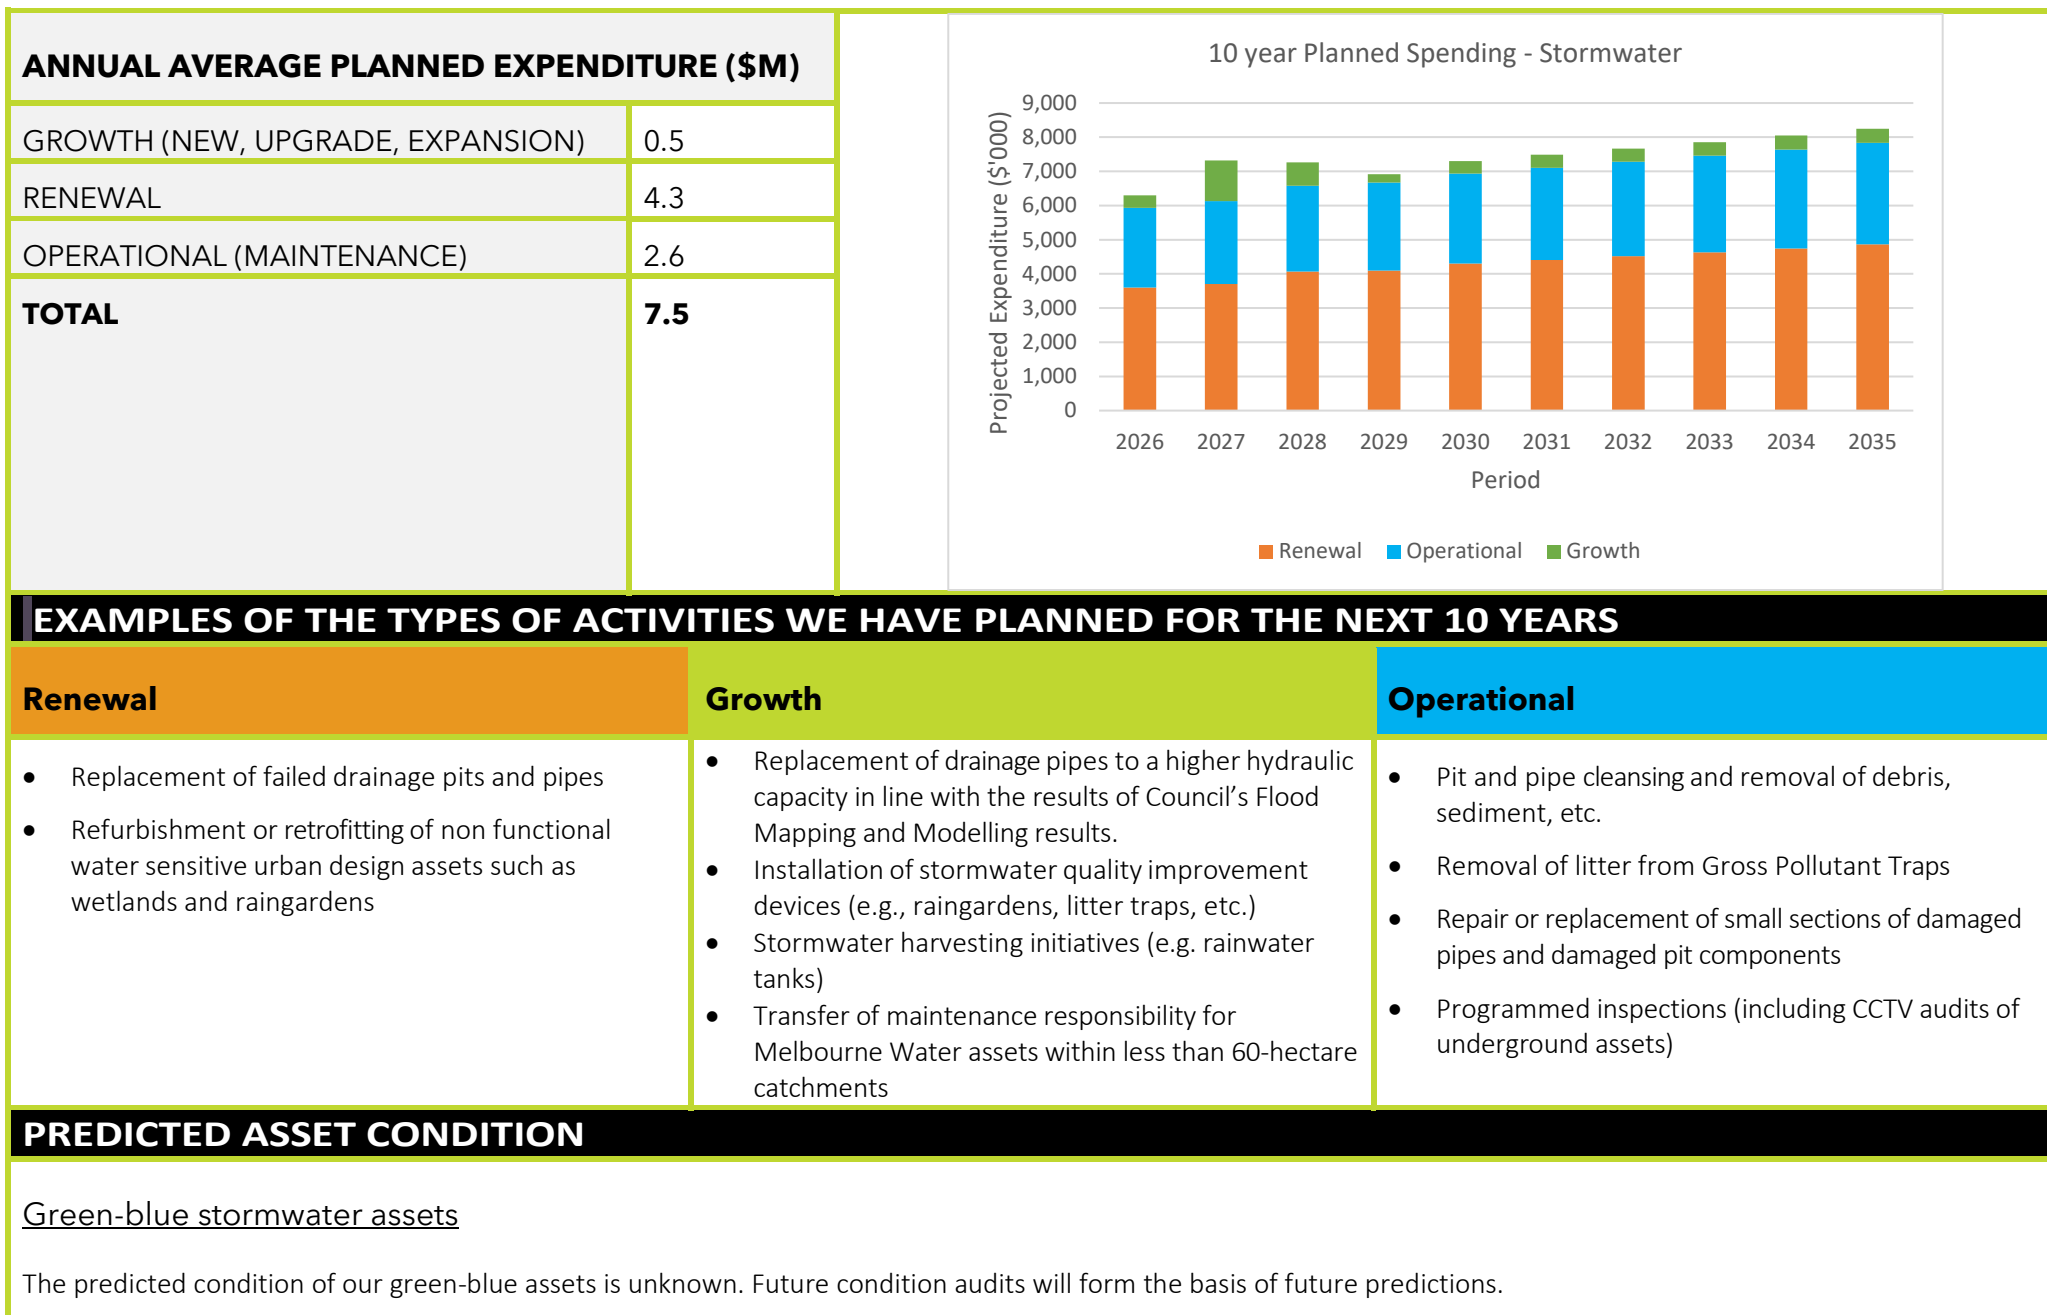 ANNUAL AVERAGE PLANNED EXPENDITURE ($M)
GROWTH (NEW, UPGRADE, EXPANSION) 0.5
RENEWAL 4.3
OPERATIONAL (MAINTENANCE) 2.6
TOTAL 7.5
10 year Planned Spending - Stormwater
Projected Expenditure ($'000)
9,000
8,000
7,000
6,000
5,000
4,000
3,000
2,000
1,000
0
2026 2027 2028 2029 2030 2031 2032 2033 2034 2035
Period
Renewal Operational Growth
EXAMPLES OF THE TYPES OF ACTIVITIES WE HAVE PLANNED FOR THE NEXT 10 YEARS
Renewal
• Replacement of failed drainage pits and pipes
• Refurbishment or retrofitting of non functional
water sensitive urban design assets such as
wetlands and raingardens
Growth
• Replacement of drainage pipes to a higher hydraulic
capacity in line with the results of Council’s Flood
Mapping and Modelling results.
• Installation of stormwater quality improvement
devices (e.g., raingardens, litter traps, etc.)
• Stormwater harvesting initiatives (e.g. rainwater
tanks)
• Transfer of maintenance responsibility for
Melbourne Water assets within less than 60-hectare
catchments
Operational
• Pit and pipe cleansing and removal of debris,
sediment, etc.
• Removal of litter from Gross Pollutant Traps
• Repair or replacement of small sections of damaged
pipes and damaged pit components
• Programmed inspections (including CCTV audits of
underground assets)
PREDICTED ASSET CONDITION
Green-blue stormwater assets
The predicted condition of our green-blue assets is unknown. Future condition audits will form the basis of future predictions.